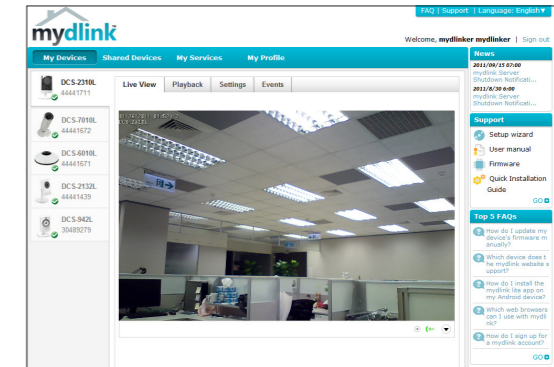 FAQ | Support | Language: English▼
mydlink
Welcome, mydlinker mydlinker | Sign out
My Devices
Shared Devices
My Services
My Profile
DCS-2310L
44441711
DCS-7010L
44441672
DCS-6010L
44441671
DCS-2132L
44441439
DCS-942L
30489279
Live View
Playback
Settings
Events
News
2011/09/15 07:00
mydlink Server
Shutdown Notificati...
2011/8/30 6:00
mydlink Server
Shutdown Notificati...
Support
Setup wizard
User manual
Firmware
Quick Installation
Guide
GO
Top 5 FAQs
How do I update my
device's firmware m
anually?
Which device does t
he mydlink website s
upport?
How do I install the
mydlink lite app on
my Android device?
Which web browsers
can I use with mydli
nk?
How do I sign up for
a mydlink account?
GO